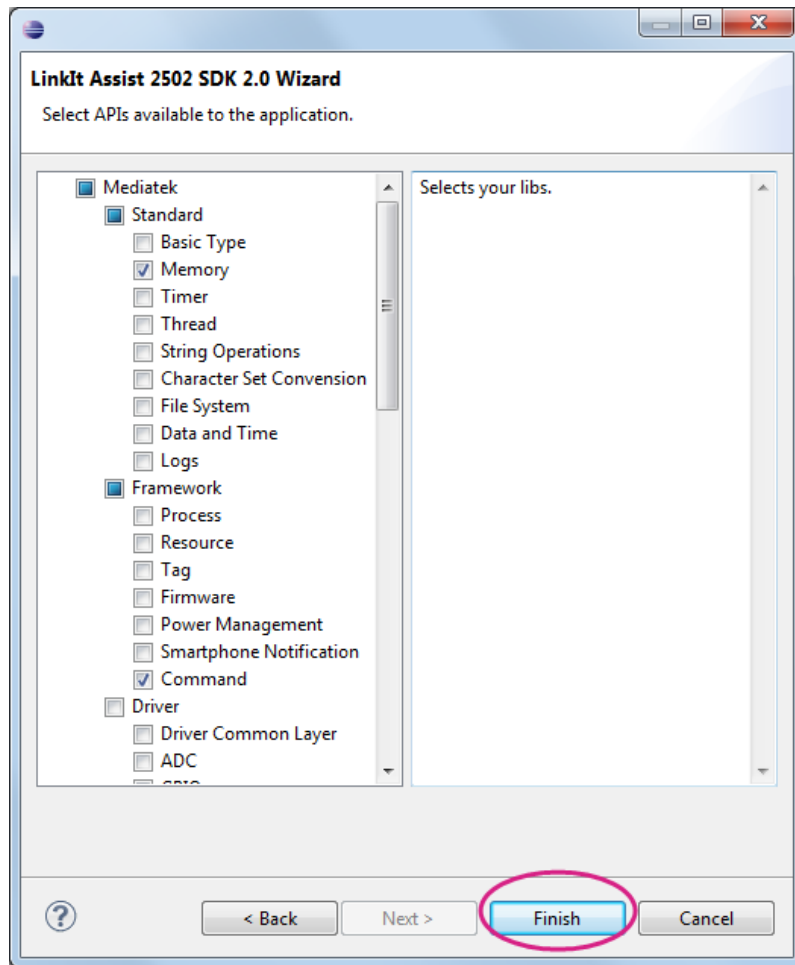 LinkIt Assist 2502 SDK 2.0 Wizard
Select APIs available to the application.
Mediatek
Standard
Basic Type
Memory
Timer
Thread
String Operations
Character Set Convension
File System
Data and Time
Logs
Framework
Process
Resource
Tag
Firmware
Power Management
Smartphone Notification
Command
Driver
Driver Common Layer
ADC
Selects your libs.
< Back
Next >
Finish
Cancel